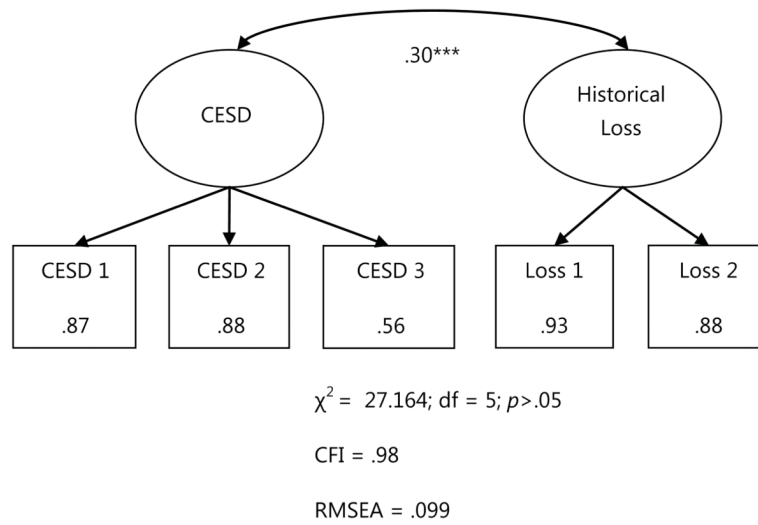 .30***
CESD
Historical
Loss
CESD 1
CESD 2
CESD 3
Loss 1
Loss 2
.87
.88
.56
.93
.88
χ² = 27.164; df = 5; p>.05
CFI = .98
RMSEA = .099